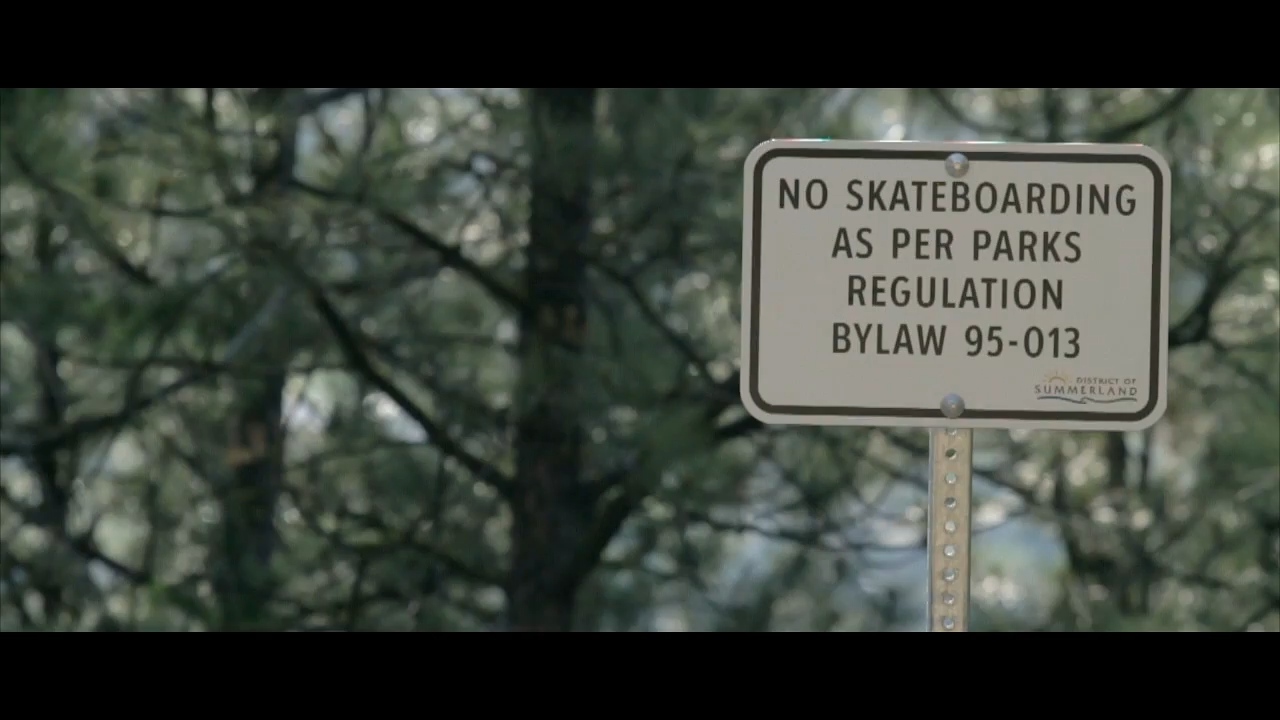 NO SKATEBOARDING
AS PER PARKS
REGULATION
BYLAW 95-013
DISTRICT OF
SUMMERLAND